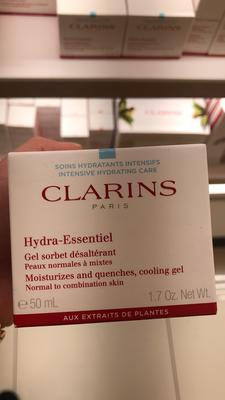 SOINS HYDRATANTS INTENSIFS
INTENSIVE HYDRATING CARE
CLARINS
PARIS
Hydra-Essentiel
Gel sorbet désaltérant
Peaux normales à mixtes
Moisturizes and quenches, cooling gel
Normal to combination skin
℮ 50 mL
1.7 Oz. Net Wt.
AUX EXTRAITS DE PLANTES
CLARINS